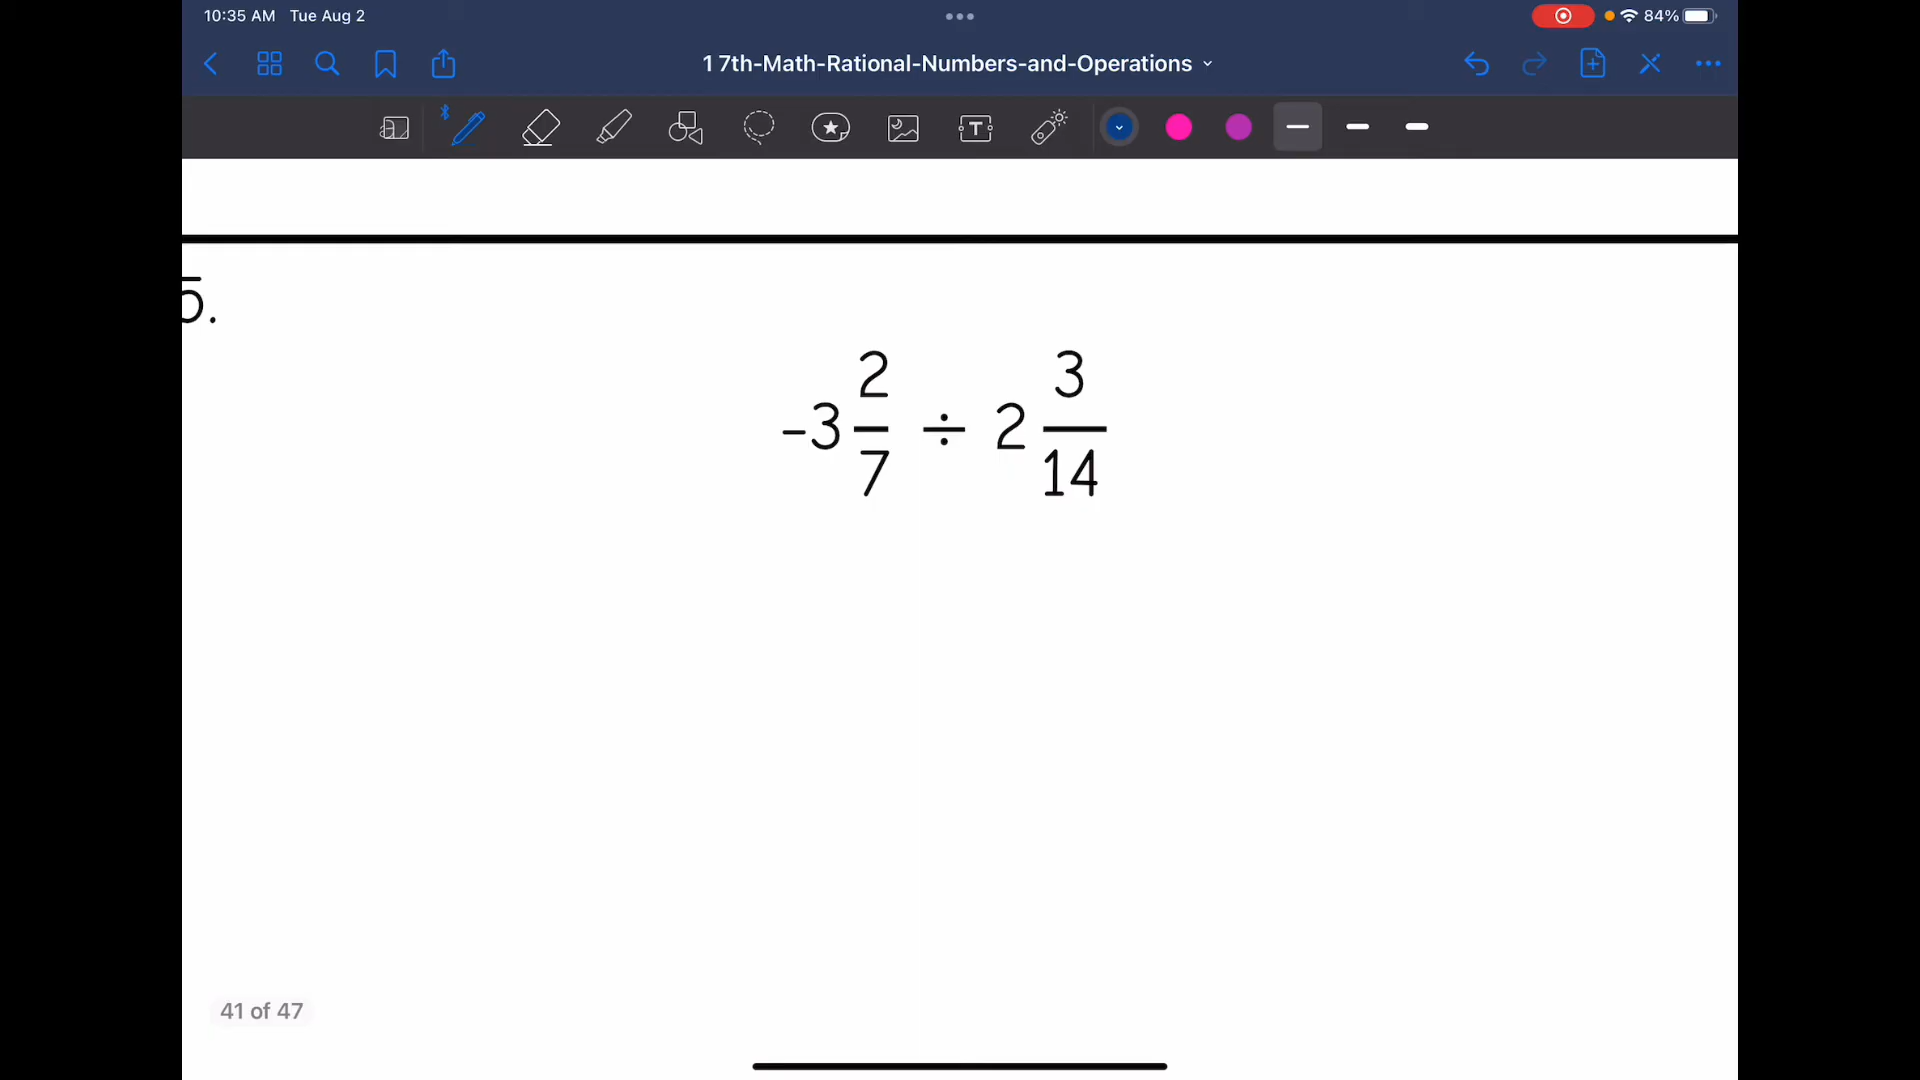 10:35 AM Tue Aug 2
84%
1 7th-Math-Rational-Numbers-and-Operations
5.
-3 2/7 ÷ 2 3/14
41 of 47